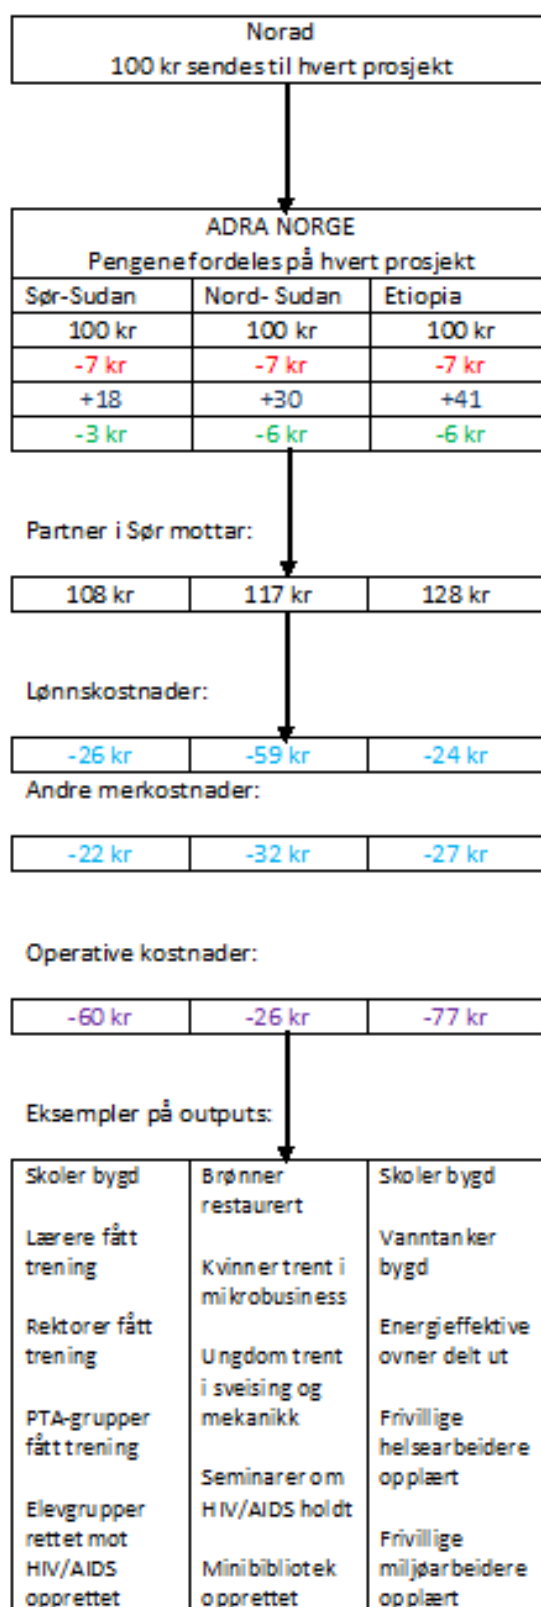 Norad
100 kr sendes til hvert prosjekt
ADRA NORGE
Pengene fordeles på hvert prosjekt
Sør-Sudan Nord- Sudan Etiopia
100 kr 100 kr 100 kr
-7 kr -7 kr -7 kr
+18 +30 +41
-3 kr -6 kr -6 kr
Partner i Sør mottar:
108 kr 117 kr 128 kr
Lønnskostnader:
-26 kr -59 kr -24 kr
Andre merkostnader:
-22 kr -32 kr -27 kr
Operative kostnader:
-60 kr -26 kr -77 kr
Eksempler på outputs:
Skoler bygd
Lærere fått
trening
Rektorer fått
trening
PTA-grupper
fått trening
Elevgrupper
rettet mot
HIV/AIDS
opprettet
Brønner
restaurert
Kvinner trent i
mikrobusiness
Ungdom trent
i sveising og
mekanikk
Seminarer om
HIV/AIDS holdt
Minibibliotek
opprettet
Skoler bygd
Vanntanker
bygd
Energieffektive
ovner delt ut
Frivillige
helsearbeidere
opplært
Frivillige
miljøarbeidere
opplært